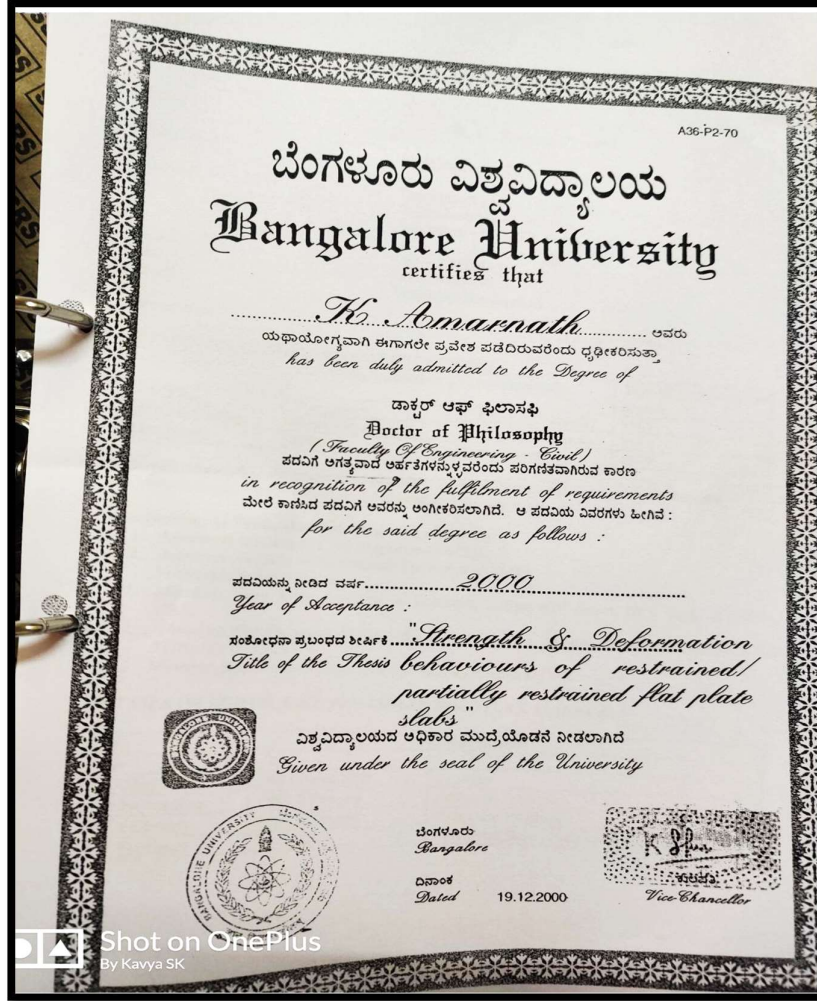 A36-P2-70
ಬೆಂಗಳೂರು ವಿಶ್ವವಿದ್ಯಾಲಯ
Bangalore University
certifies that
K Amarnath ಅವರು
ಯಥಾಯೋಗ್ಯವಾಗಿ ಈಗಾಗಲೇ ಪ್ರವೇಶ ಪಡೆದಿರುವರೆಂದು ಧೃಢೀಕರಿಸುತ್ತಾ
has been duly admitted to the Degree of
ಡಾಕ್ಟರ್ ಆಫ್ ಫಿಲಾಸಫಿ
Doctor of Philosophy
(Faculty Of Engineering - Civil)
ಪದವಿಗೆ ಅಗತ್ಯವಾದ ಅರ್ಹತೆಗಳನ್ನುಳ್ಳವರೆಂದು ಪರಿಗಣಿತವಾಗಿರುವ ಕಾರಣ
in recognition of the fulfilment of requirements
ಮೇಲೆ ಕಾಣಿಸಿದ ಪದವಿಗೆ ಅವರನ್ನು ಅಂಗೀಕರಿಸಲಾಗಿದೆ. ಆ ಪದವಿಯ ವಿವರಗಳು ಹೀಗಿವೆ :
for the said degree as follows :
ಪದವಿಯನ್ನು ನೀಡಿದ ವರ್ಷ 2000
Year of Acceptance :
ಸಂಶೋಧನಾ ಪ್ರಬಂಧದ ಶೀರ್ಷಿಕೆ "Strength & Deformation
Title of the Thesis behaviours of restrained/
partially restrained flat plate
slabs"
ವಿಶ್ವವಿದ್ಯಾಲಯದ ಅಧಿಕಾರ ಮುದ್ರೆಯೊಡನೆ ನೀಡಲಾಗಿದೆ
Given under the seal of the University
BANGALORE UNIVERSITY
ಬೆಂಗಳೂರು
Bangalore
ದಿನಾಂಕ
Dated 19.12.2000
ಕುಲಪತಿ
Vice-Chancellor
Shot on OnePlus
By Kavya SK